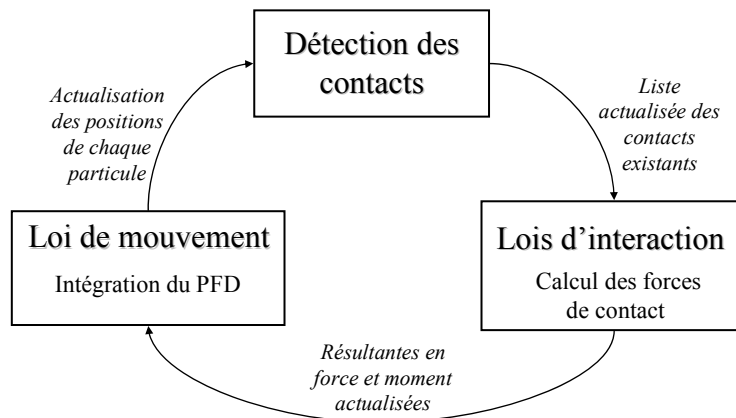 Détection des
contacts
Actualisation
des positions
de chaque
particule
Liste
actualisée des
contacts
existants
Loi de mouvement
Intégration du PFD
Lois d’interaction
Calcul des forces
de contact
Résultantes en
force et moment
actualisées